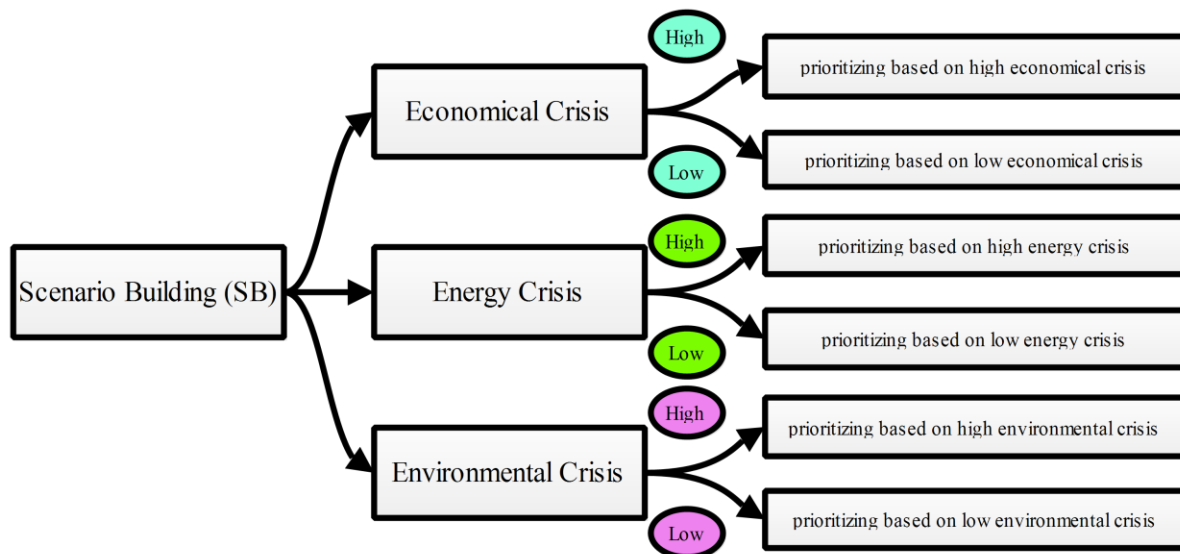 High
prioritizing based on high economical crisis
Economical Crisis
prioritizing based on low economical crisis
Low
High
prioritizing based on high energy crisis
Scenario Building (SB)
Energy Crisis
prioritizing based on low energy crisis
Low
High
prioritizing based on high environmental crisis
Environmental Crisis
prioritizing based on low environmental crisis
Low